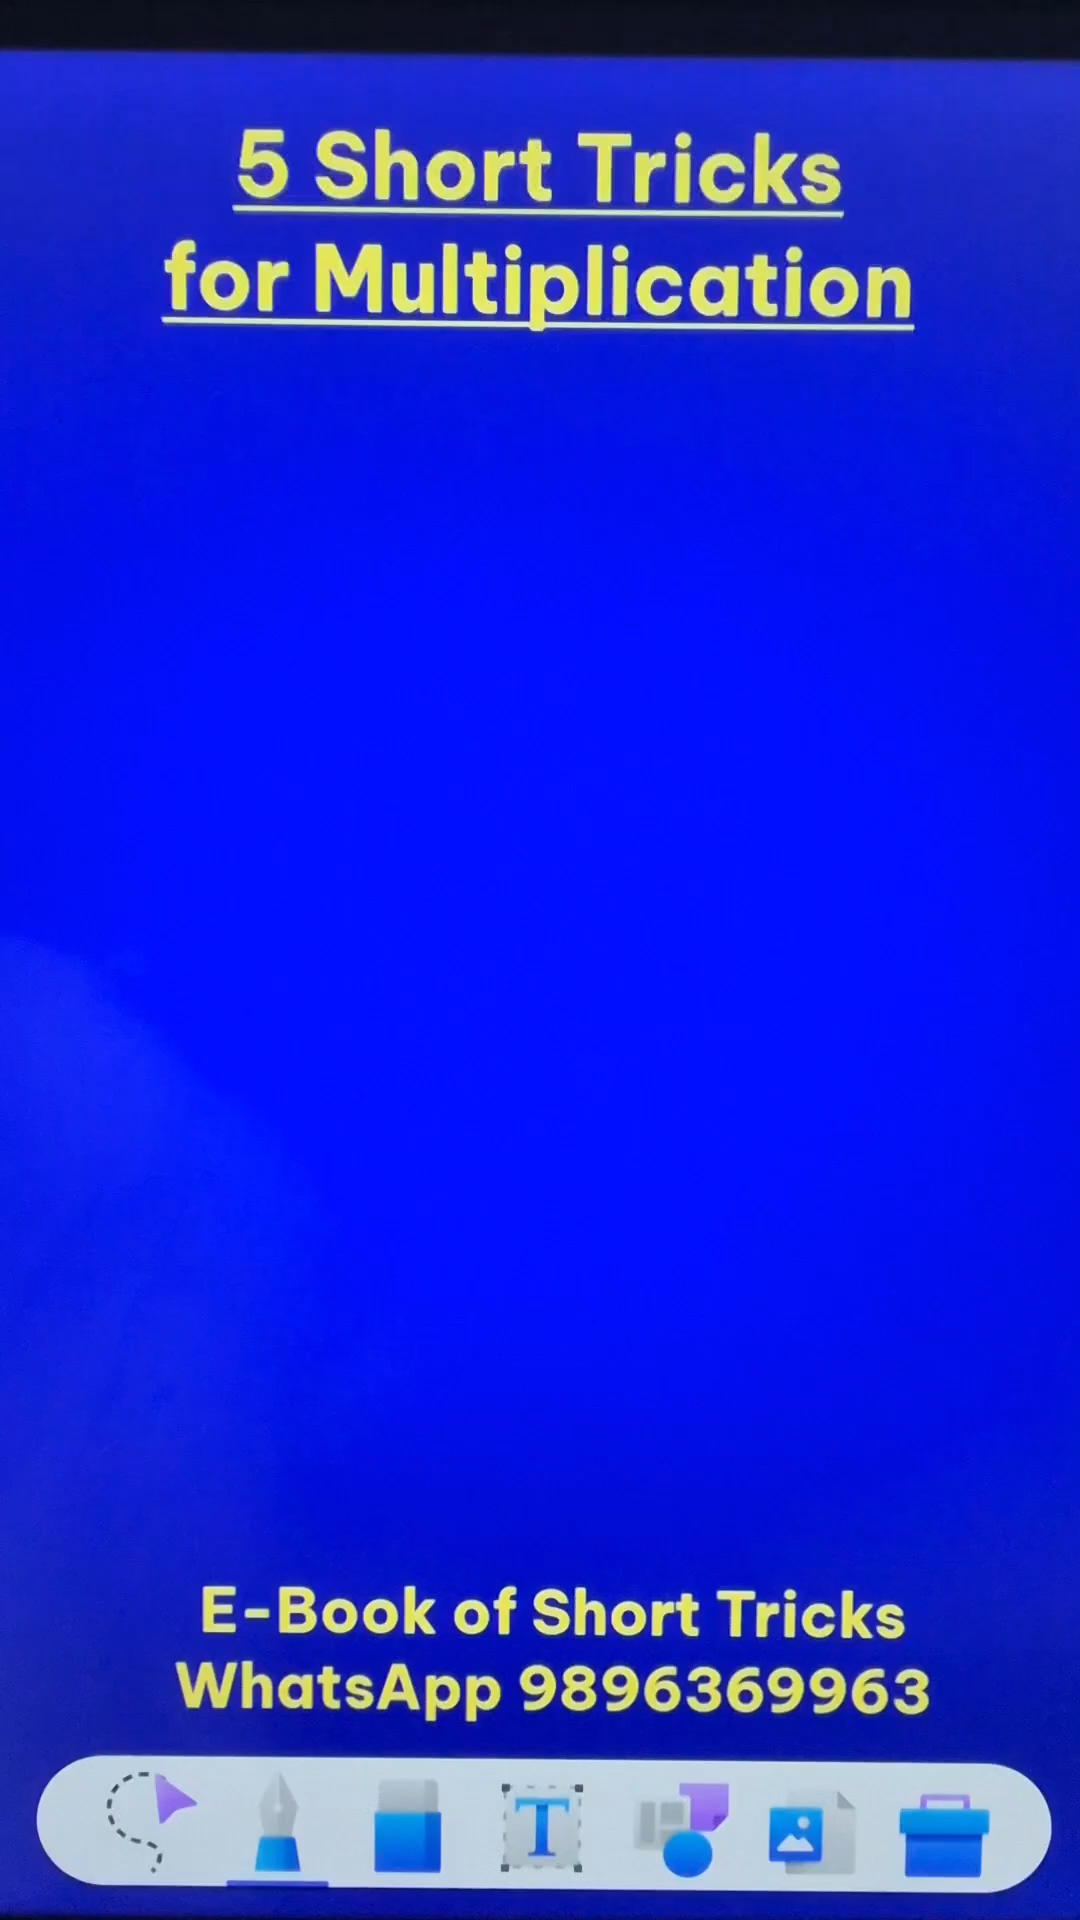 5 Short Tricks
for Multiplication
E-Book of Short Tricks
WhatsApp 9896369963
T